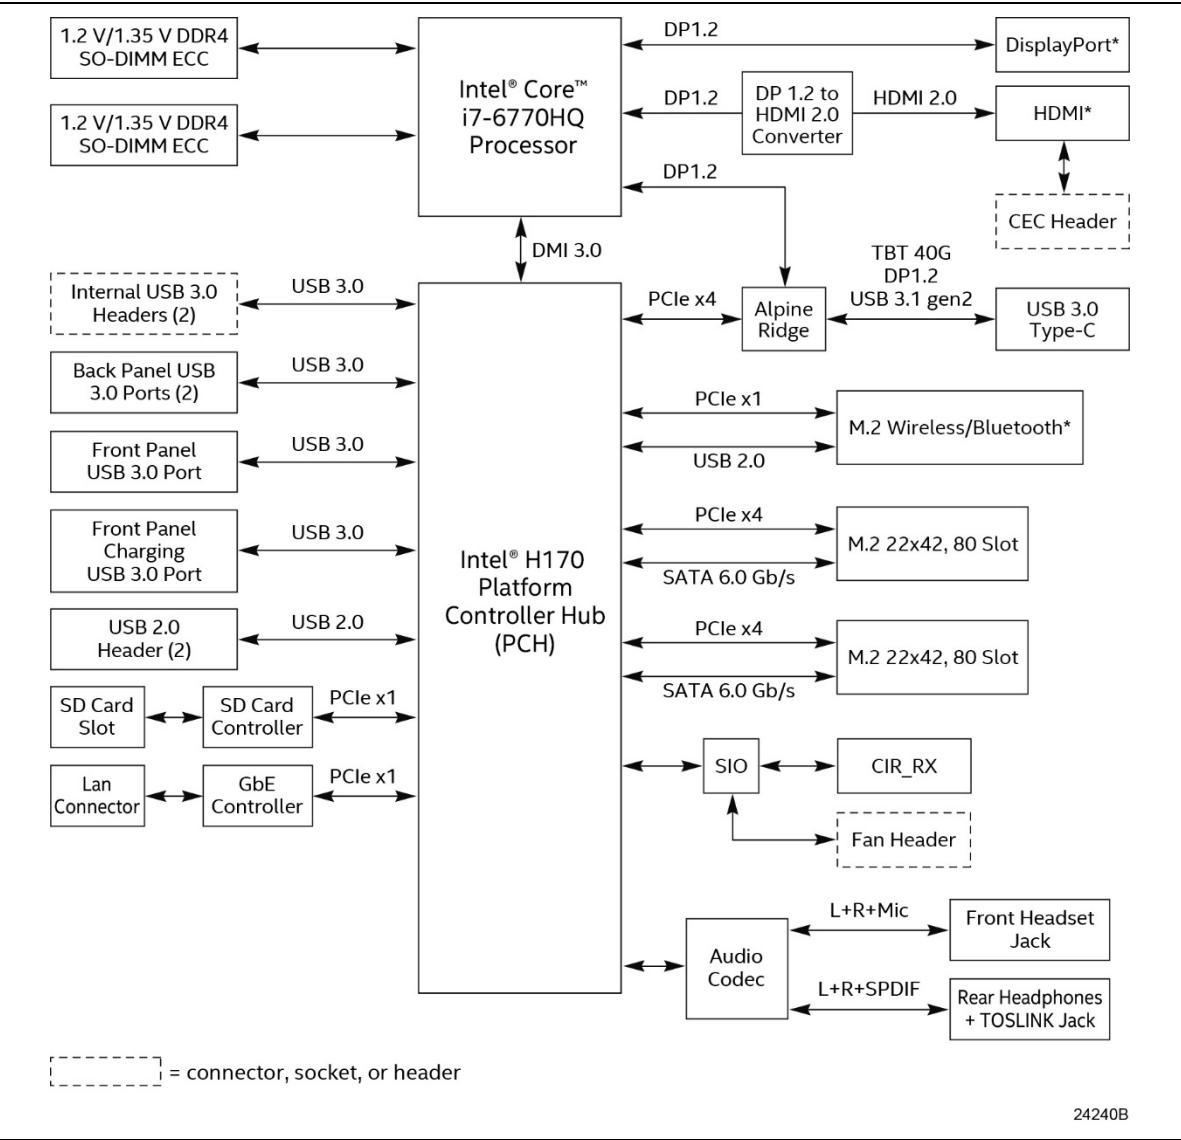 1.2 V/1.35 V DDR4
SO-DIMM ECC
1.2 V/1.35 V DDR4
SO-DIMM ECC
Intel® Core™
i7-6770HQ
Processor
DP1.2
DisplayPort*
DP1.2
DP 1.2 to
HDMI 2.0
Converter
HDMI 2.0
HDMI*
CEC Header
DP1.2
DMI 3.0
TBT 40G
DP1.2
USB 3.1 gen2
PCIe x4
Alpine
Ridge
USB 3.0
Type-C
Internal USB 3.0
Headers (2)
USB 3.0
Back Panel USB
3.0 Ports (2)
USB 3.0
Front Panel
USB 3.0 Port
USB 3.0
Front Panel
Charging
USB 3.0 Port
USB 3.0
USB 2.0
Header (2)
USB 2.0
SD Card
Slot
SD Card
Controller
PCIe x1
Lan
Connector
GbE
Controller
PCIe x1
Intel® H170
Platform
Controller Hub
(PCH)
PCIe x1
USB 2.0
M.2 Wireless/Bluetooth*
PCIe x4
SATA 6.0 Gb/s
M.2 22x42, 80 Slot
PCIe x4
SATA 6.0 Gb/s
M.2 22x42, 80 Slot
SIO
CIR_RX
Fan Header
Audio
Codec
L+R+Mic
Front Headset
Jack
L+R+SPDIF
Rear Headphones
+ TOSLINK Jack
= connector, socket, or header
24240B